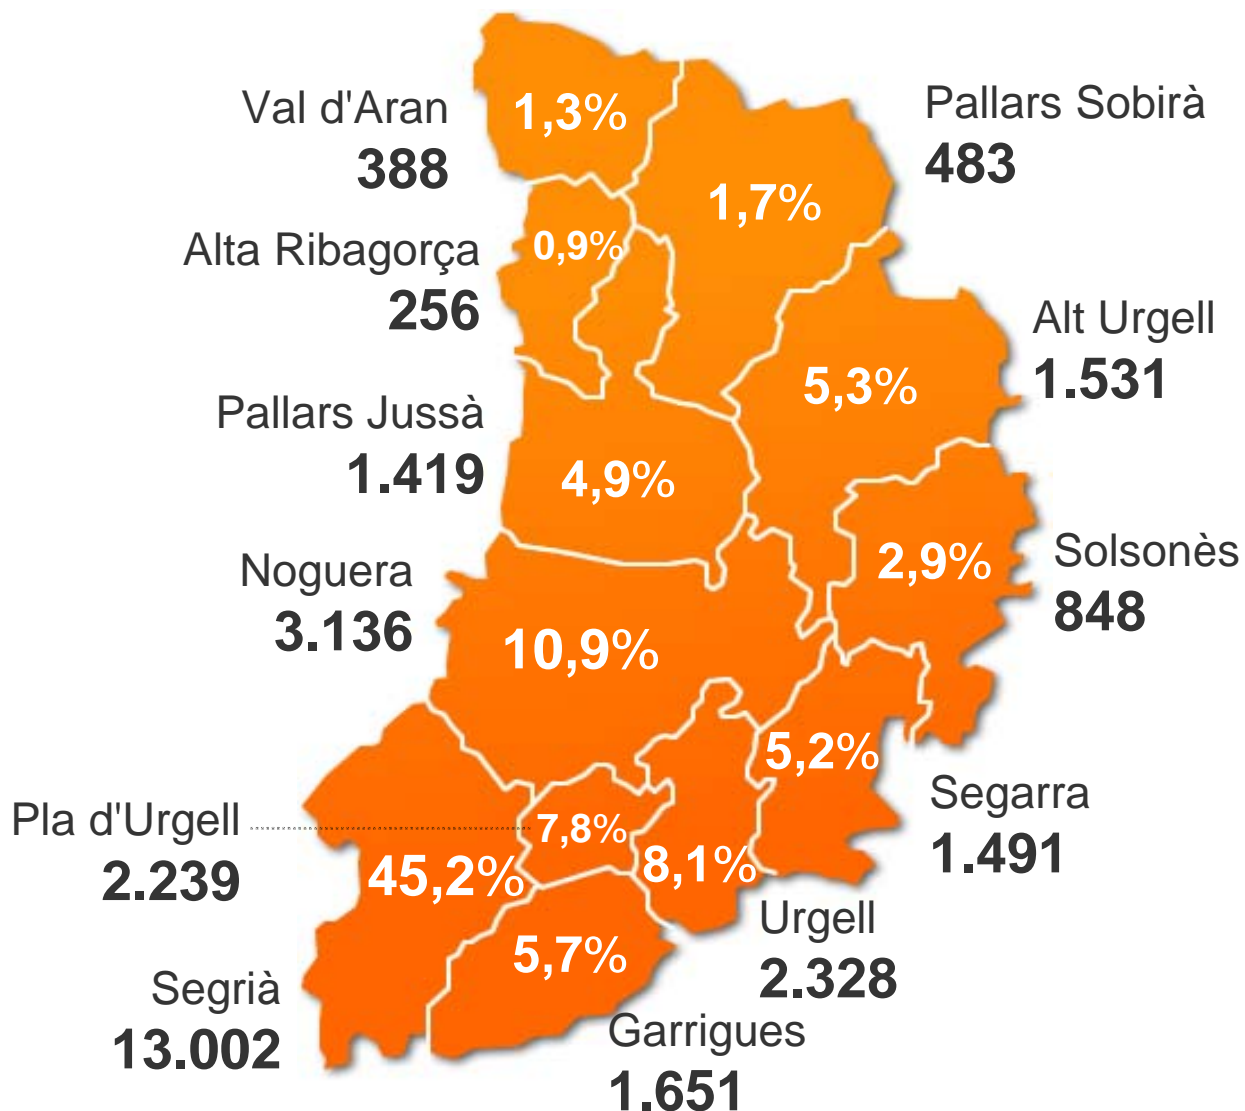 Val d'Aran
388
1,3%
Pallars Sobirà
483
1,7%
Alta Ribagorça
256
0,9%
Alt Urgell
1.531
5,3%
Pallars Jussà
1.419
4,9%
Solsonès
848
2,9%
Noguera
3.136
10,9%
5,2%
Segarra
1.491
Pla d'Urgell
2.239
7,8%
45,2%
8,1%
Urgell
2.328
5,7%
Segrià
13.002
Garrigues
1.651